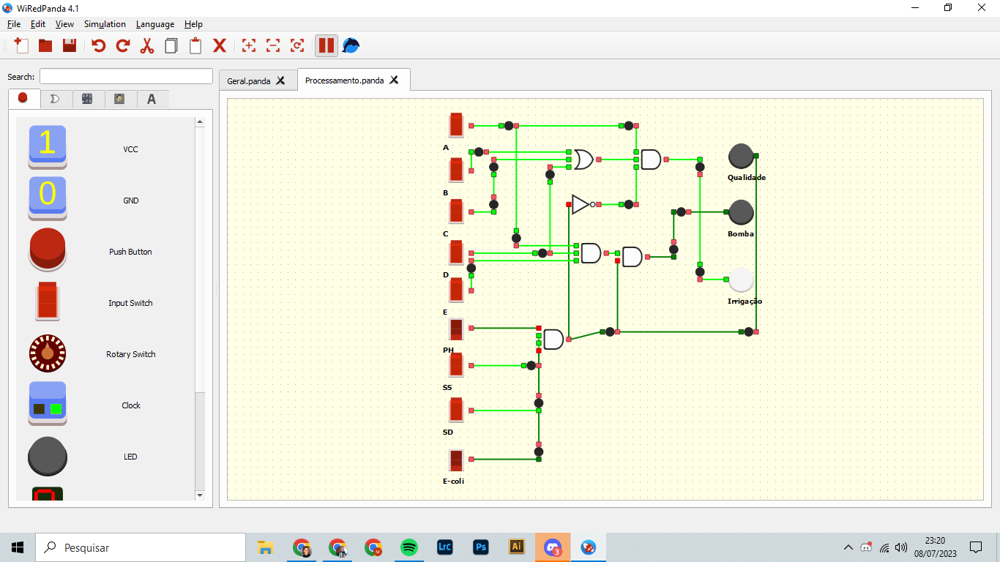 WiRedPanda 4.1
File Edit View Simulation Language Help
Search:
Geral.panda
Processamento.panda
A
1
VCC
0
GND
Push Button
Input Switch
Rotary Switch
Clock
LED
A
B
C
D
E
PH
SS
SD
E-coli
Qualidade
Bomba
Irrigação
Pesquisar
M
LrC
Ps
Ai
3
23:20
08/07/2023